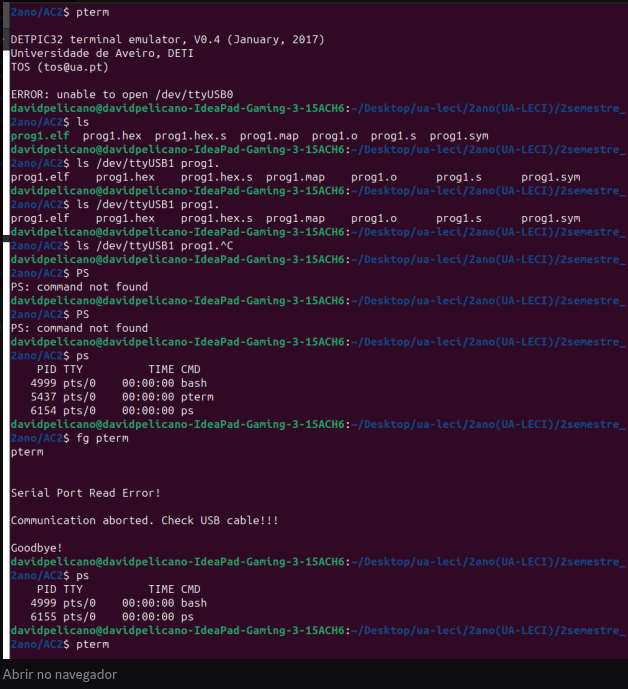 2ano/AC2$ pterm
DETPIC32 terminal emulator, V0.4 (January, 2017)
Universidade de Aveiro, DETI
TOS (tos@ua.pt)
ERROR: unable to open /dev/ttyUSB0
davidpelicano@davidpelicano-IdeaPad-Gaming-3-15ACH6:~/Desktop/ua-leci/2ano(UA-LECI)/2semestre_
2ano/AC2$ ls
prog1.elf  prog1.hex  prog1.hex.s  prog1.map  prog1.o  prog1.s  prog1.sym
davidpelicano@davidpelicano-IdeaPad-Gaming-3-15ACH6:~/Desktop/ua-leci/2ano(UA-LECI)/2semestre_
2ano/AC2$ ls /dev/ttyUSB1 prog1.
prog1.elf    prog1.hex    prog1.hex.s  prog1.map    prog1.o      prog1.s      prog1.sym
davidpelicano@davidpelicano-IdeaPad-Gaming-3-15ACH6:~/Desktop/ua-leci/2ano(UA-LECI)/2semestre_
2ano/AC2$ ls /dev/ttyUSB1 prog1.
prog1.elf    prog1.hex    prog1.hex.s  prog1.map    prog1.o      prog1.s      prog1.sym
davidpelicano@davidpelicano-IdeaPad-Gaming-3-15ACH6:~/Desktop/ua-leci/2ano(UA-LECI)/2semestre_
2ano/AC2$ ls /dev/ttyUSB1 prog1.^C
davidpelicano@davidpelicano-IdeaPad-Gaming-3-15ACH6:~/Desktop/ua-leci/2ano(UA-LECI)/2semestre_
2ano/AC2$ PS
PS: command not found
davidpelicano@davidpelicano-IdeaPad-Gaming-3-15ACH6:~/Desktop/ua-leci/2ano(UA-LECI)/2semestre_
2ano/AC2$ PS
PS: command not found
davidpelicano@davidpelicano-IdeaPad-Gaming-3-15ACH6:~/Desktop/ua-leci/2ano(UA-LECI)/2semestre_
2ano/AC2$ ps
    PID TTY          TIME CMD
   4999 pts/0    00:00:00 bash
   5437 pts/0    00:00:00 pterm
   6154 pts/0    00:00:00 ps
davidpelicano@davidpelicano-IdeaPad-Gaming-3-15ACH6:~/Desktop/ua-leci/2ano(UA-LECI)/2semestre_
2ano/AC2$ fg pterm
pterm
Serial Port Read Error!
Communication aborted. Check USB cable!!!
Goodbye!
davidpelicano@davidpelicano-IdeaPad-Gaming-3-15ACH6:~/Desktop/ua-leci/2ano(UA-LECI)/2semestre_
2ano/AC2$ ps
    PID TTY          TIME CMD
   4999 pts/0    00:00:00 bash
   6155 pts/0    00:00:00 ps
davidpelicano@davidpelicano-IdeaPad-Gaming-3-15ACH6:~/Desktop/ua-leci/2ano(UA-LECI)/2semestre_
2ano/AC2$ pterm
Abrir no navegador